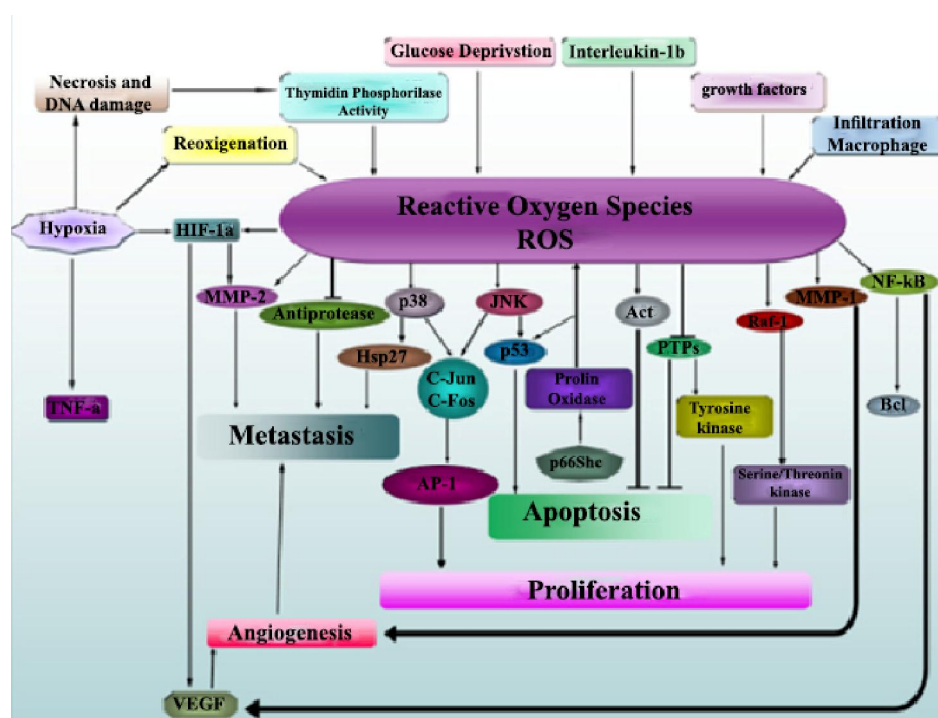 Glucose Deprivstion
Interleukin-1b
Necrosis and
DNA damage
Thymidin Phosphorilase
Activity
growth factors
Infiltration
Macrophage
Reoxigenation
Reactive Oxygen Species
ROS
Hypoxia
HIF-1a
MMP-2
Antiprotease
p38
JNK
Act
MMP-1
NF-kB
Raf-1
Hsp27
p53
PTPs
C-Jun
C-Fos
Prolin
Oxidase
TNF-a
Tyrosine
kinase
Bcl
Metastasis
p66Shc
AP-1
Serine/Threonin
kinase
Apoptosis
Proliferation
Angiogenesis
VEGF